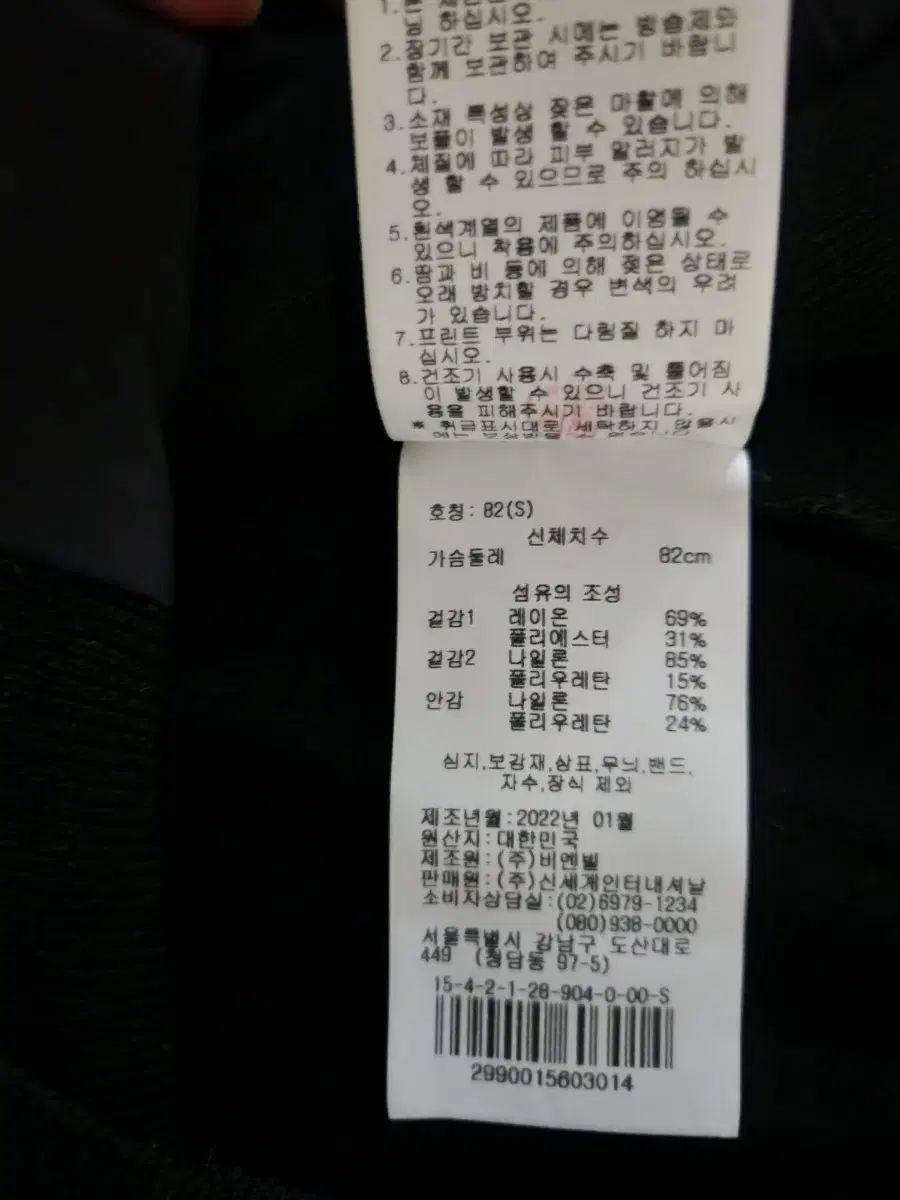 닝 하십시오.
2.장기간 보관 시에는 방습제와
함께 보관하여 주시기 바랍니
다.
3.소재 특성상 잦은 마찰에 의해
보풀이 발생 할 수 있습니다.
4.체질에 따라 피부 알러지가 발
생 할 수 있으므로 주의 하십시
오.
5.흰색계열의 제품에 이염될 수
있으니 착용에 주의하십시오.
6.땀과 비 등에 의해 젖은 상태로
오래 방치할 경우 변색의 우려
가 있습니다.
7.프린트 부위는 다림질 하지 마
십시오.
8.건조기 사용시 수축 및 틀어짐
이 발생할 수 있으니 건조기 사
용을 피해주시기 바랍니다.
* 취급표시대로 세탁하지 않을시
호칭: 82(S)
신체치수
가슴둘레 82cm
섬유의 조성
겉감1 레이온 69%
폴리에스터 31%
겉감2 나일론 85%
폴리우레탄 15%
안감 나일론 76%
폴리우레탄 24%
심지,보강재,상표,무늬,밴드,
자수,장식 제외
제조년월:2022년 01월
원산지:대한민국
제조원:(주)비엔빌
판매원:(주)신세계인터내셔날
소비자상담실:(02)6979-1234
(080)938-0000
서울특별시 강남구 도산대로
449 (청담동 97-5)
15-4-2-1-28-904-0-00-S
2990015603014